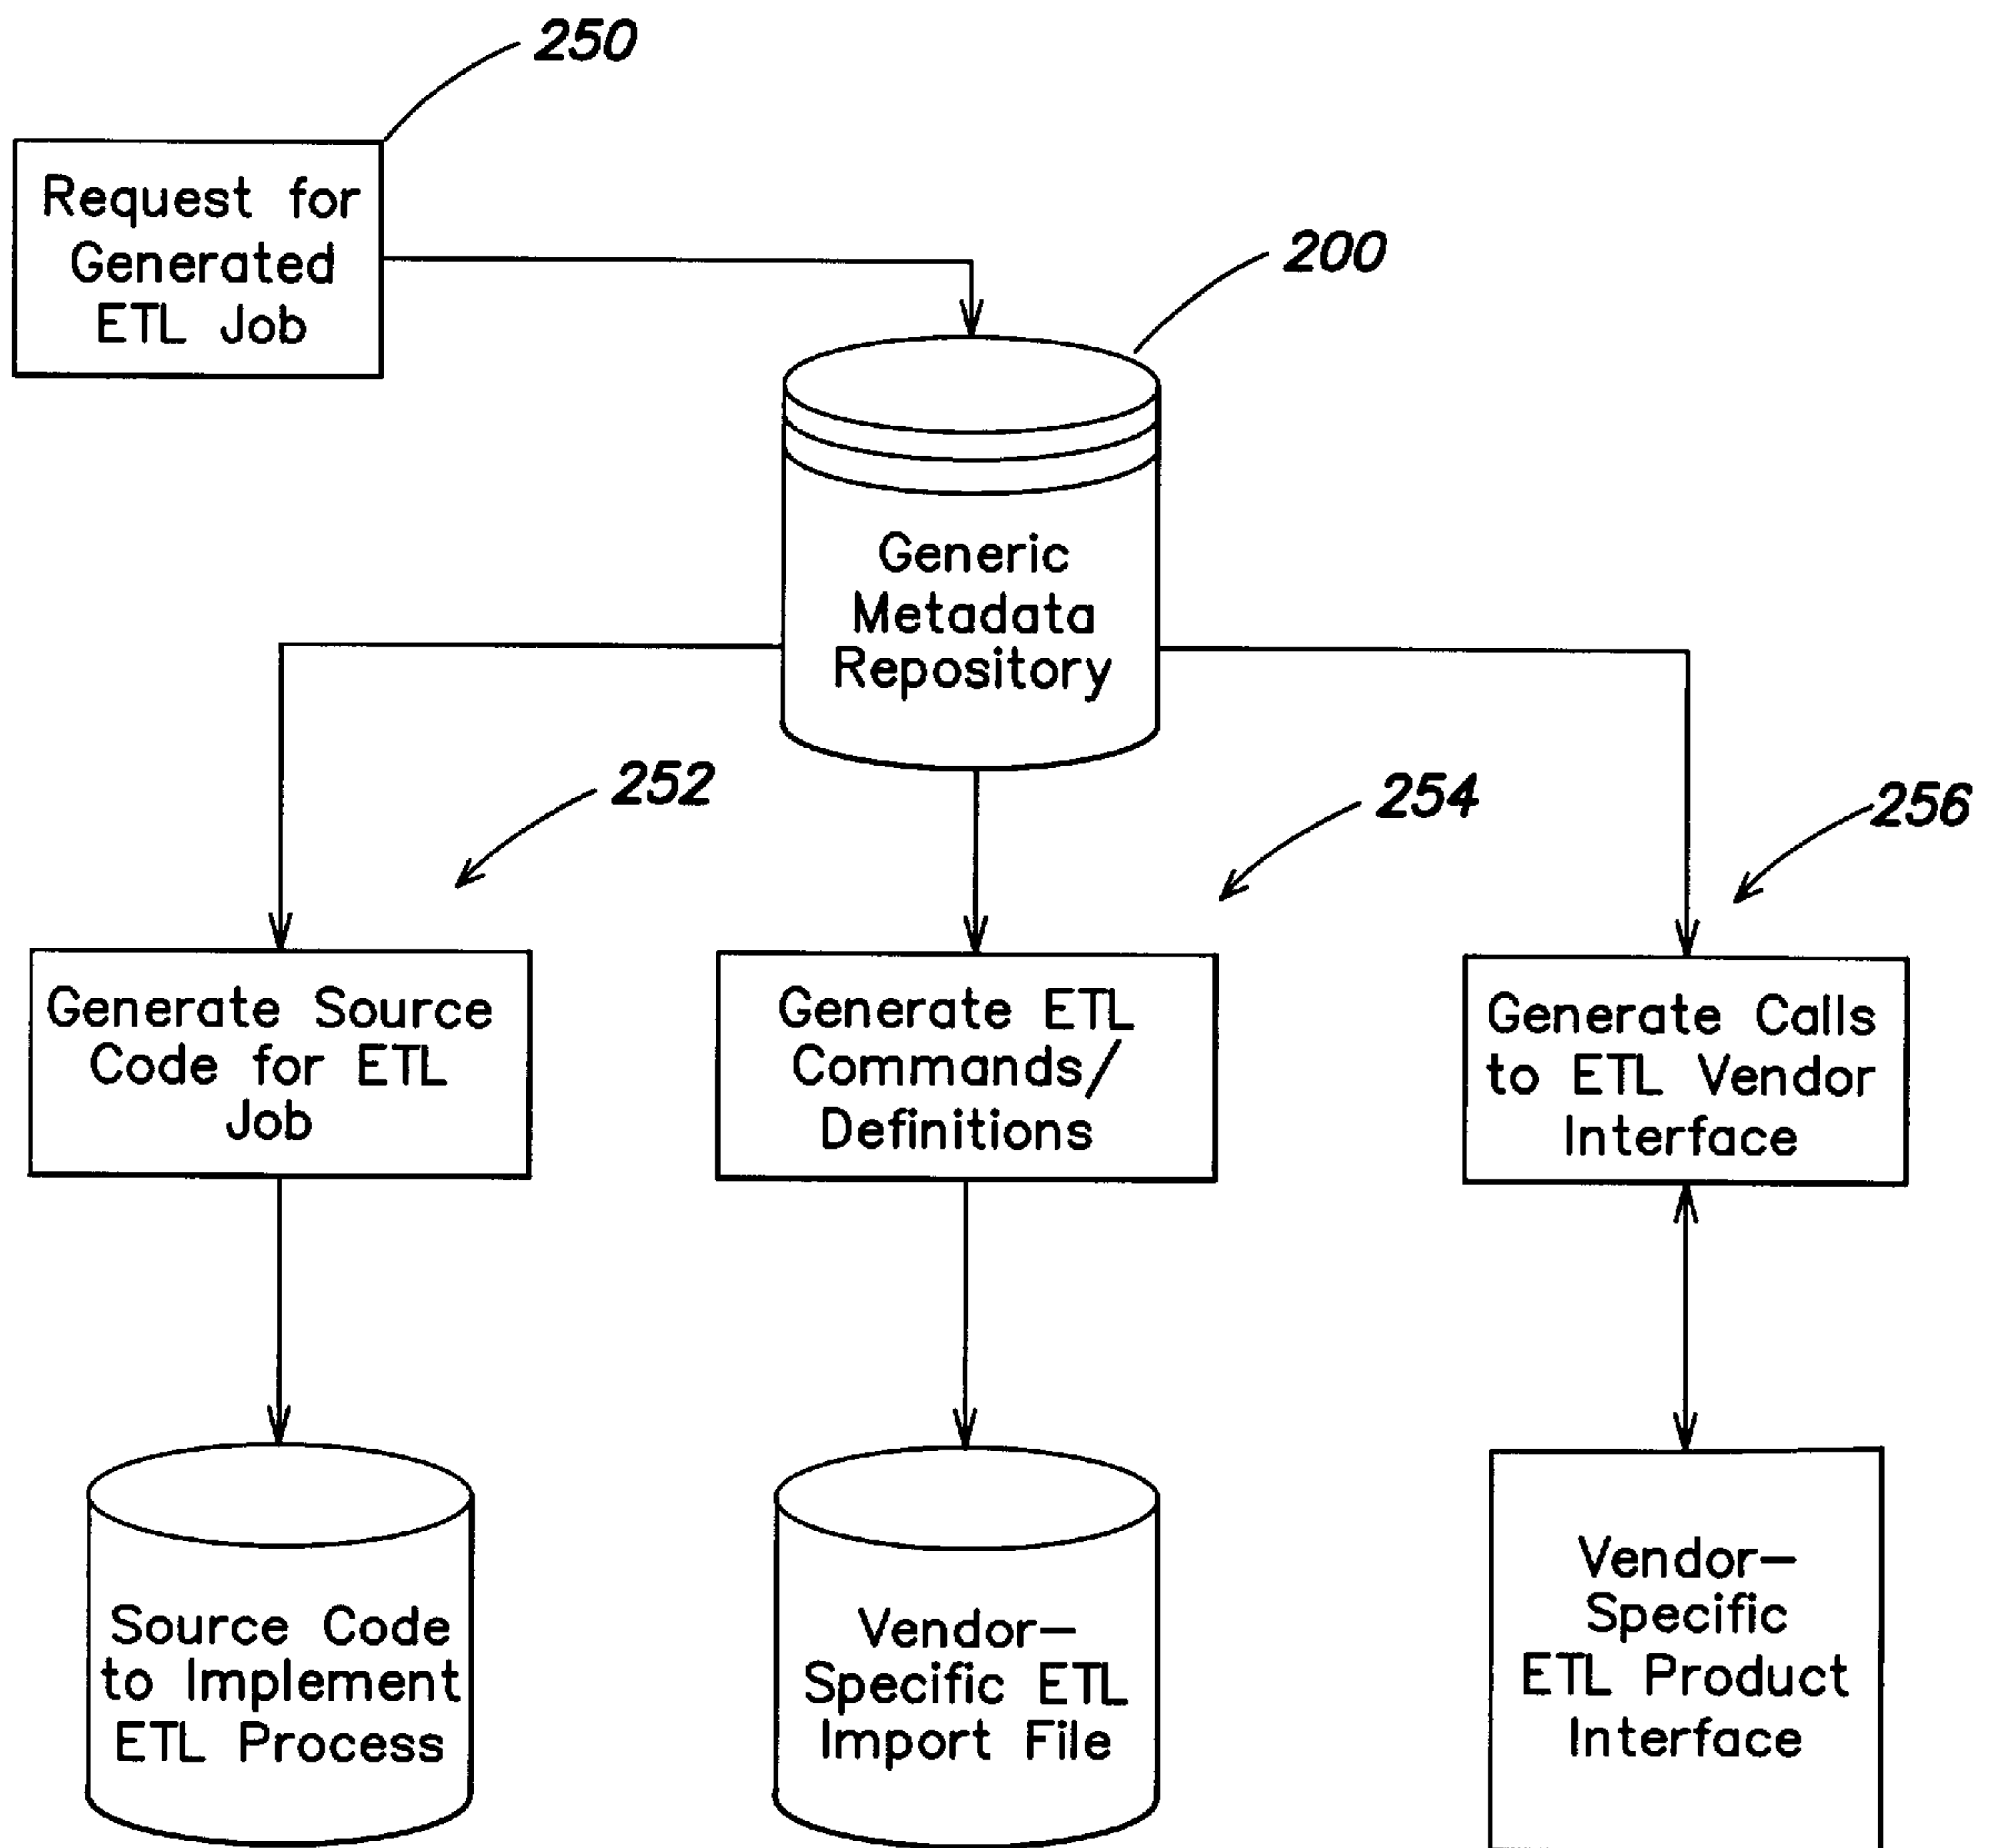 250
Request for
Generated
ETL Job
200
Generic
Metadata
Repository
252
254
256
Generate Source
Code for ETL
Job
Generate ETL
Commands/
Definitions
Generate Calls
to ETL Vendor
Interface
Source Code
to Implement
ETL Process
Vendor-
Specific ETL
Import File
Vendor-
Specific
ETL Product
Interface